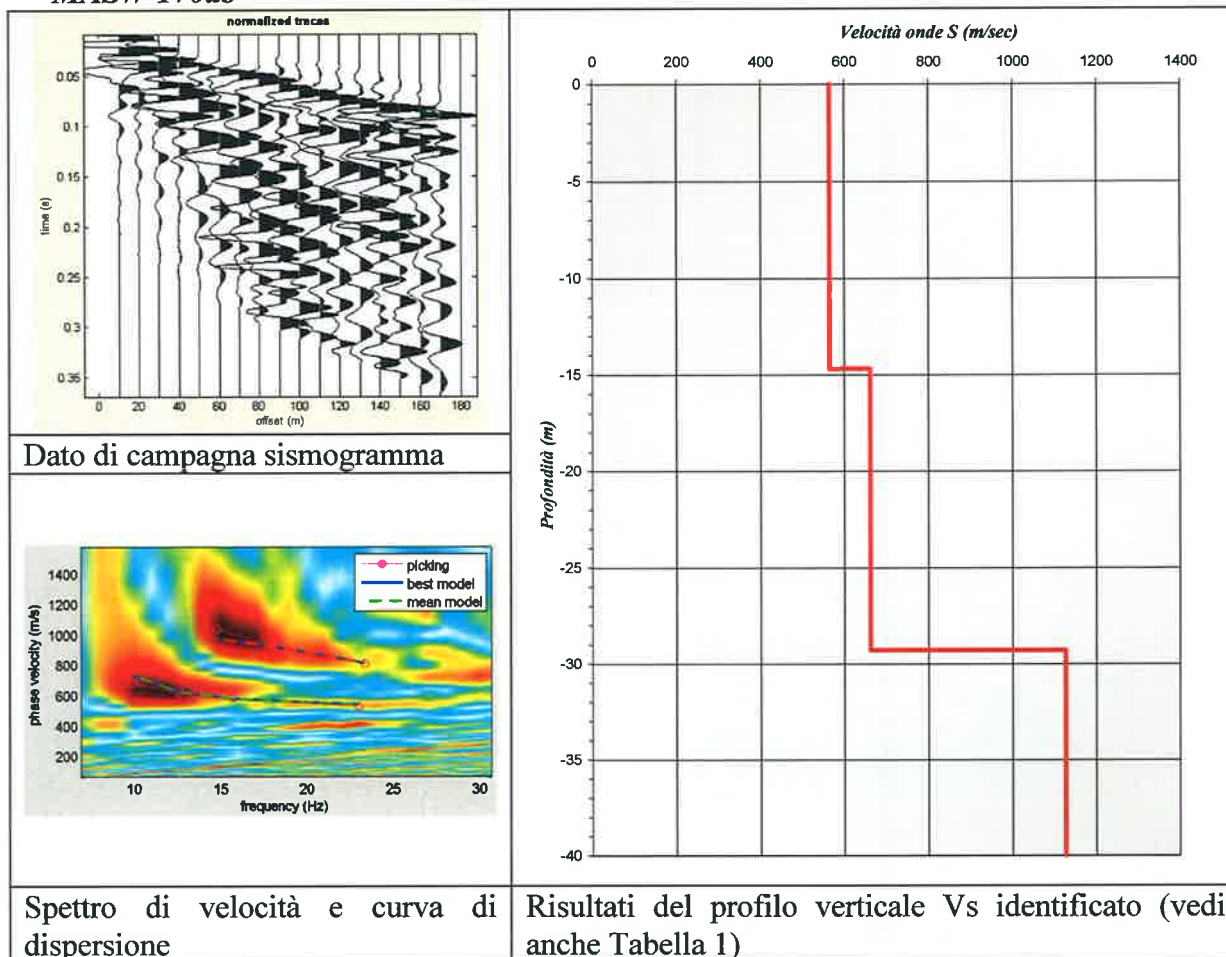 normalized traces
0.05
0.1
0.15
0.2
0.25
0.3
0.35
time (s)
0 20 40 60 80 100 120 140 160 180
offset (m)
Dato di campagna sismogramma
picking
best model
mean model
1400
1200
1000
800
600
400
200
phase velocity (m/s)
10 15 20 25 30
frequency (Hz)
Spettro di velocità e curva di
dispersione
Velocità onde S (m/sec)
0 200 400 600 800 1000 1200 1400
0
-5
-10
-15
-20
-25
-30
-35
-40
Profondità (m)
Risultati del profilo verticale Vs identificato (vedi
anche Tabella 1)